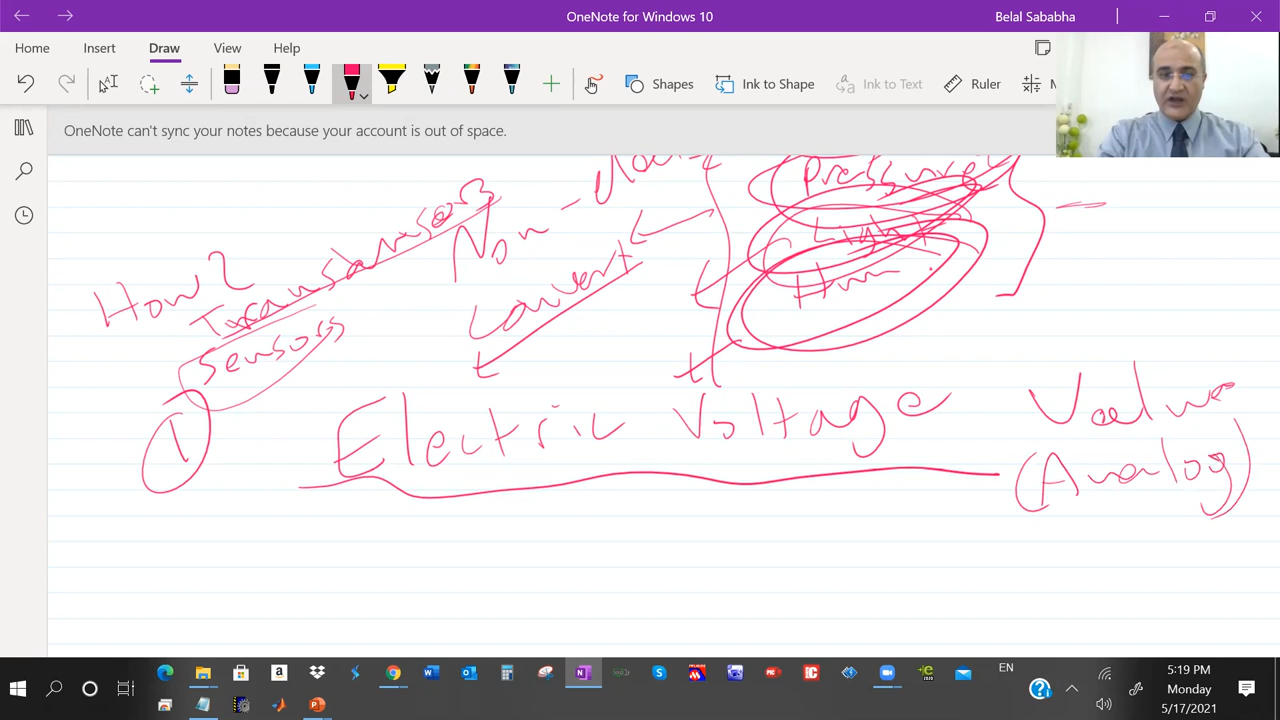 OneNote for Windows 10
Belal Sababha
Home
Insert
Draw
View
Help
Shapes
Ink to Shape
Ink to Text
Ruler
M
OneNote can't sync your notes because your account is out of space.
Pressure
Light
Hum
Non
Convert
How?
Sensors
1
Electric Voltage
(Analog)
EN
5:19 PM
Monday
5/17/2021